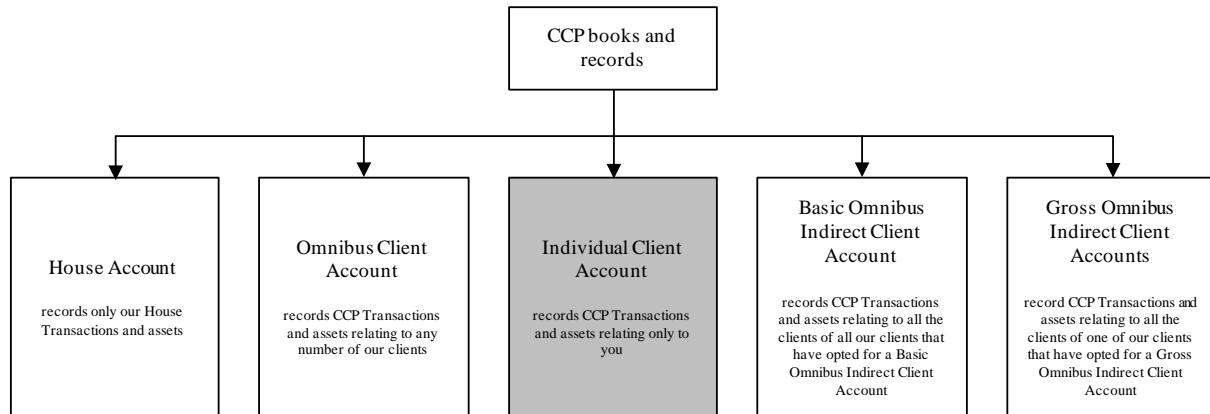 CCP books and
records
House Account
records only our House
Transactions and assets
Omnibus Client
Account
records CCP Transactions
and assets relating to any
number of our clients
Individual Client
Account
records CCP Transactions
and assets relating only to
you
Basic Omnibus
Indirect Client
Account
records CCP Transactions
and assets relating to all the
clients of all our clients that
have opted for a Basic
Omnibus Indirect Client
Account
Gross Omnibus
Indirect Client
Accounts
record CCP Transactions and
assets relating to all the
clients of one of our clients
that have opted for a Gross
Omnibus Indirect Client
Account